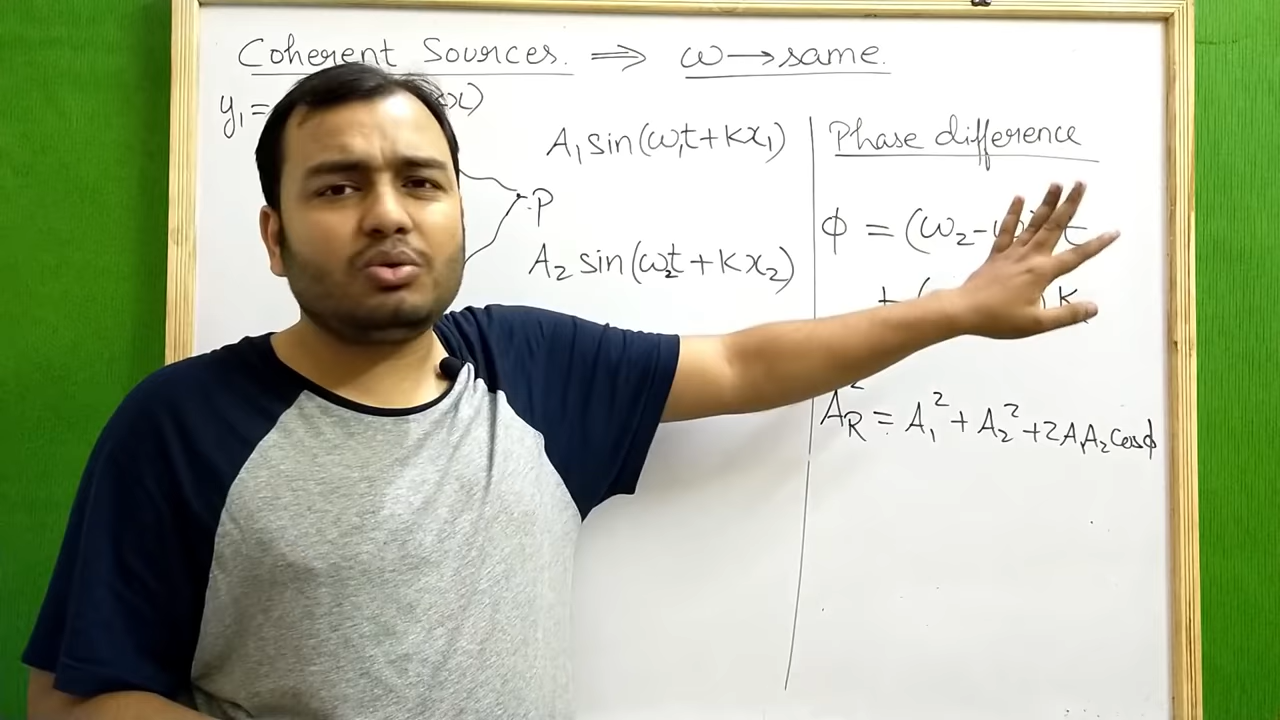 Coherent Sources. ⟹ ω→same.
y₁=
x)
A₁ sin(ω₁t+kx₁)
P
A₂ sin(ω₂t+kx₂)
Phase difference
φ = (ω₂-ω t
+ ( ) k
A_R² = A₁² + A₂² + 2A₁A₂ cosφ